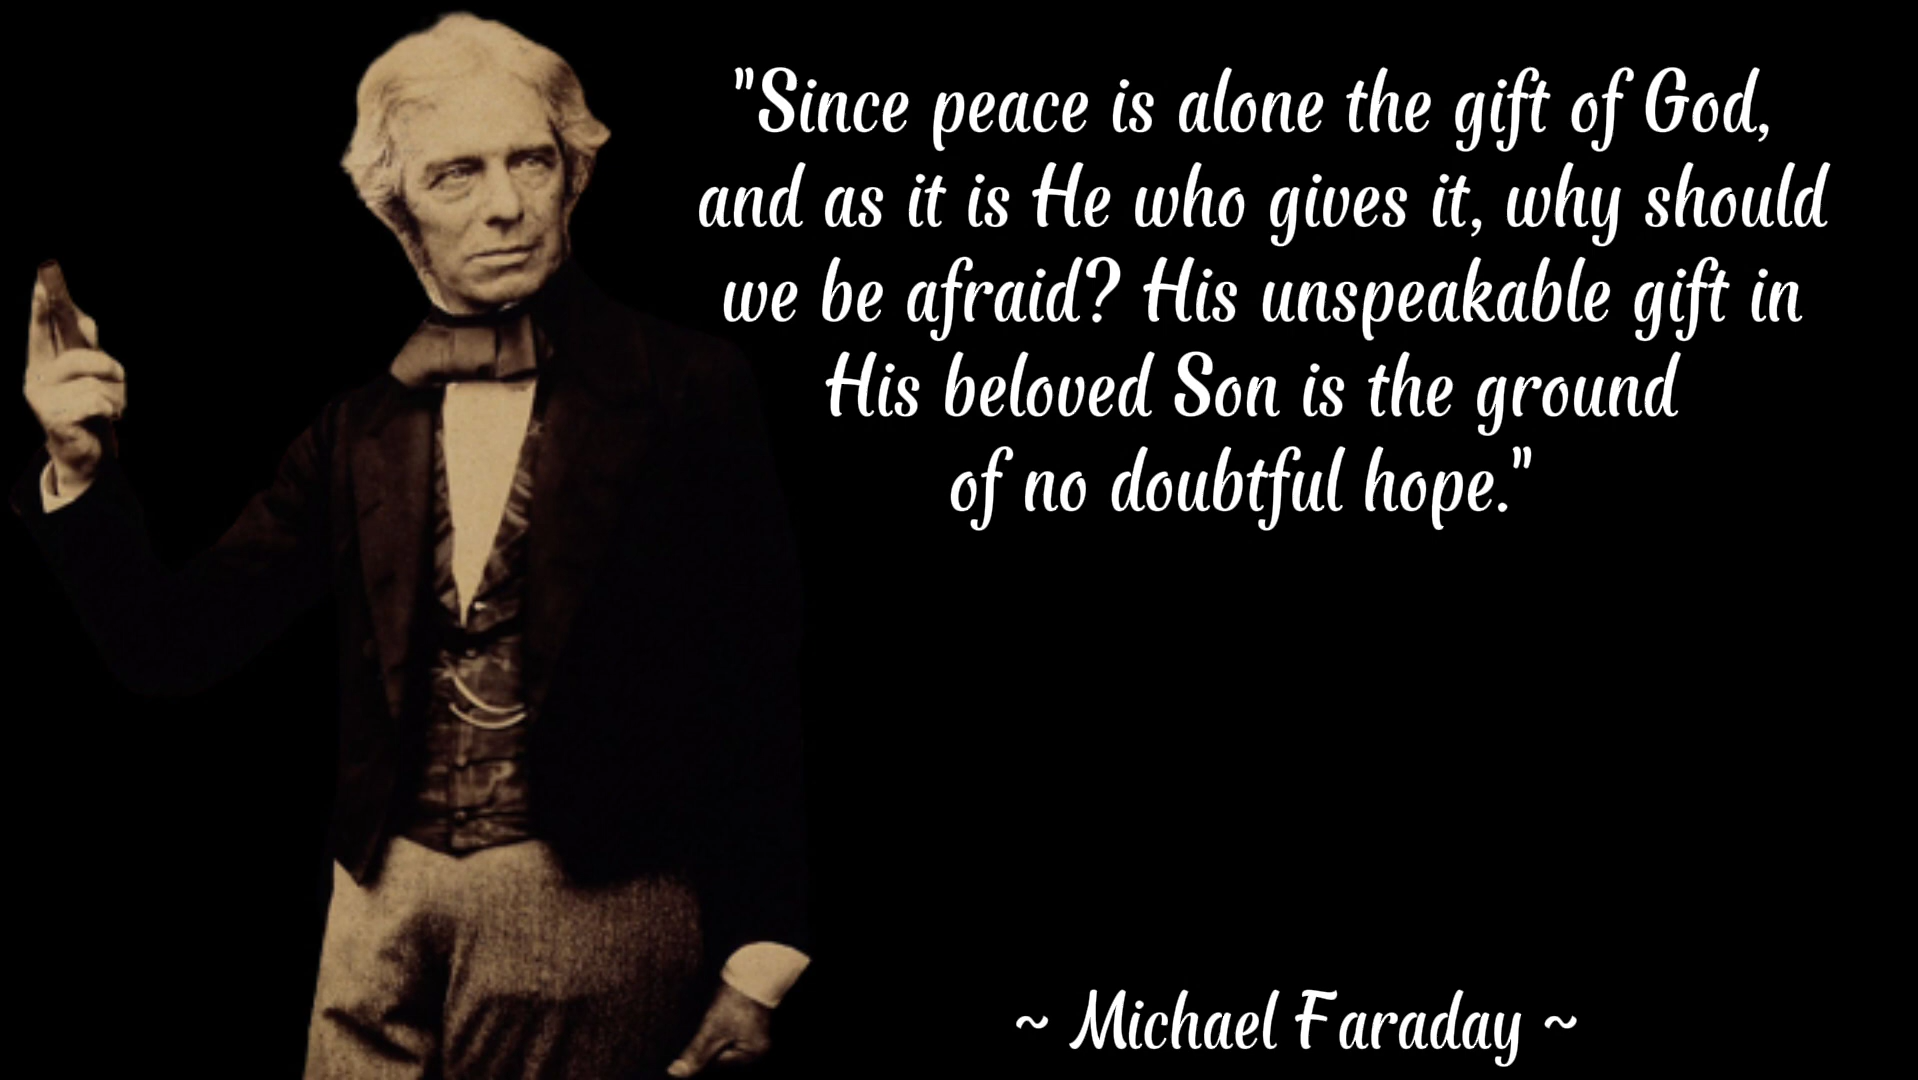 "Since peace is alone the gift of God,
and as it is He who gives it, why should
we be afraid? His unspeakable gift in
His beloved Son is the ground
of no doubtful hope."
~ Michael Faraday ~